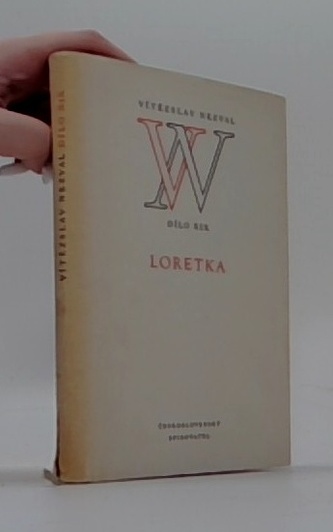 VÍTĚZSLAV NEZVAL
VN
DÍLO XIX
LORETKA
ČESKOSLOVENSKÝ
SPISOVATEL
VÍTĚZSLAV NEZVAL DÍLO XIX